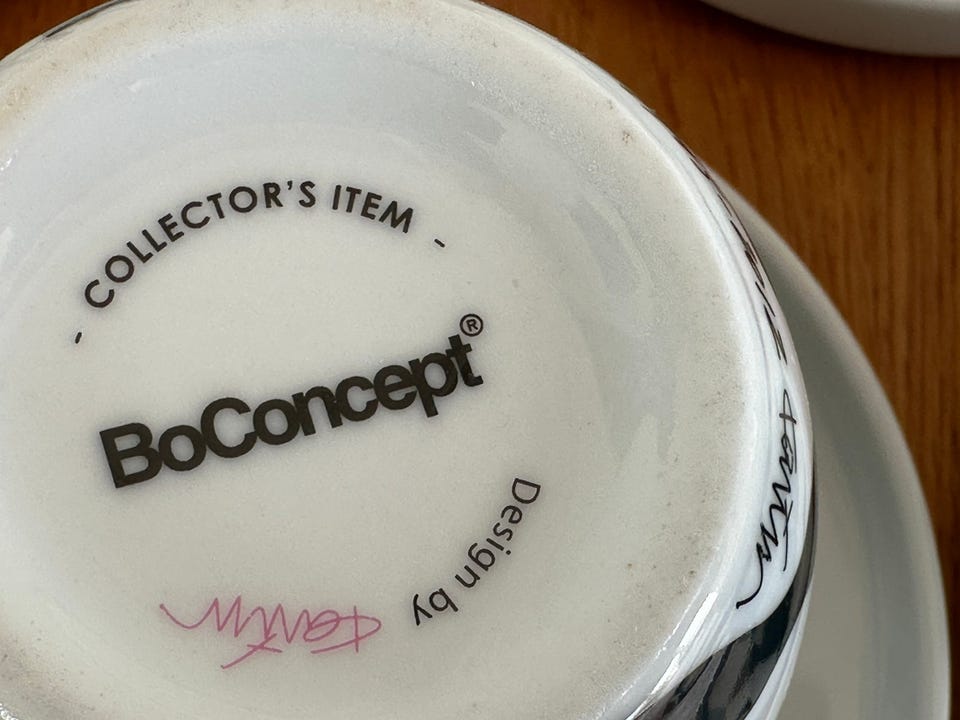 - COLLECTOR'S ITEM -
BoConcept®
Design by